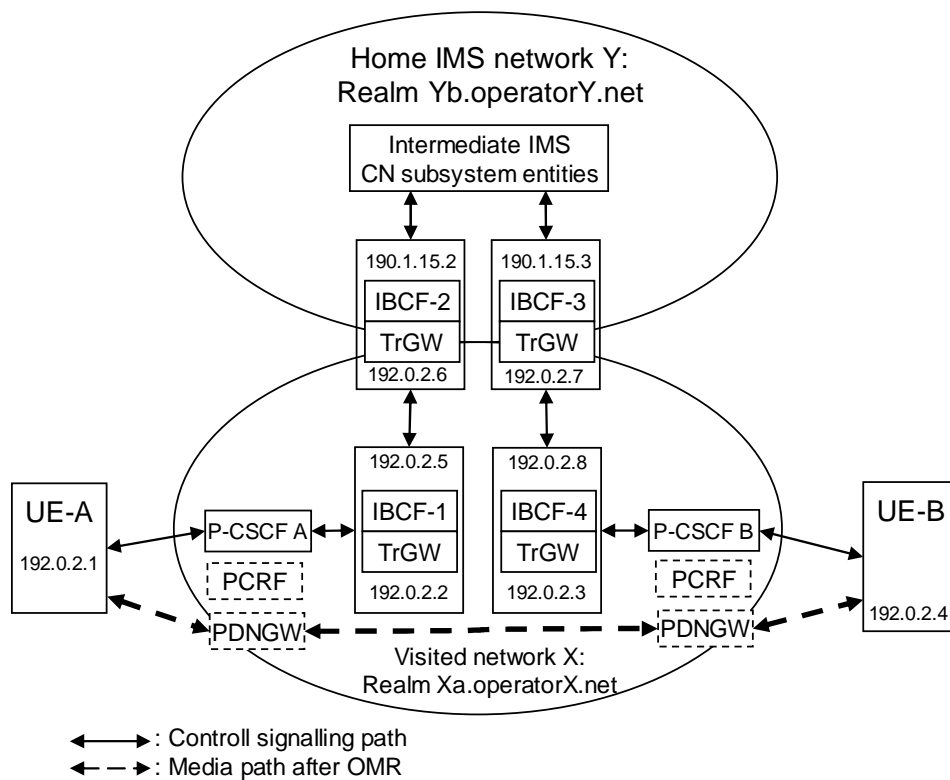 Home IMS network Y:
Realm Yb.operatorY.net
Intermediate IMS
CN subsystem entities
190.1.15.2
IBCF-2
TrGW
192.0.2.6
190.1.15.3
IBCF-3
TrGW
192.0.2.7
192.0.2.5
IBCF-1
TrGW
192.0.2.2
192.0.2.8
IBCF-4
TrGW
192.0.2.3
UE-A
192.0.2.1
P-CSCF A
PCRF
PDNGW
P-CSCF B
PCRF
PDNGW
UE-B
192.0.2.4
Visited network X:
Realm Xa.operatorX.net
: Controll signalling path
: Media path after OMR